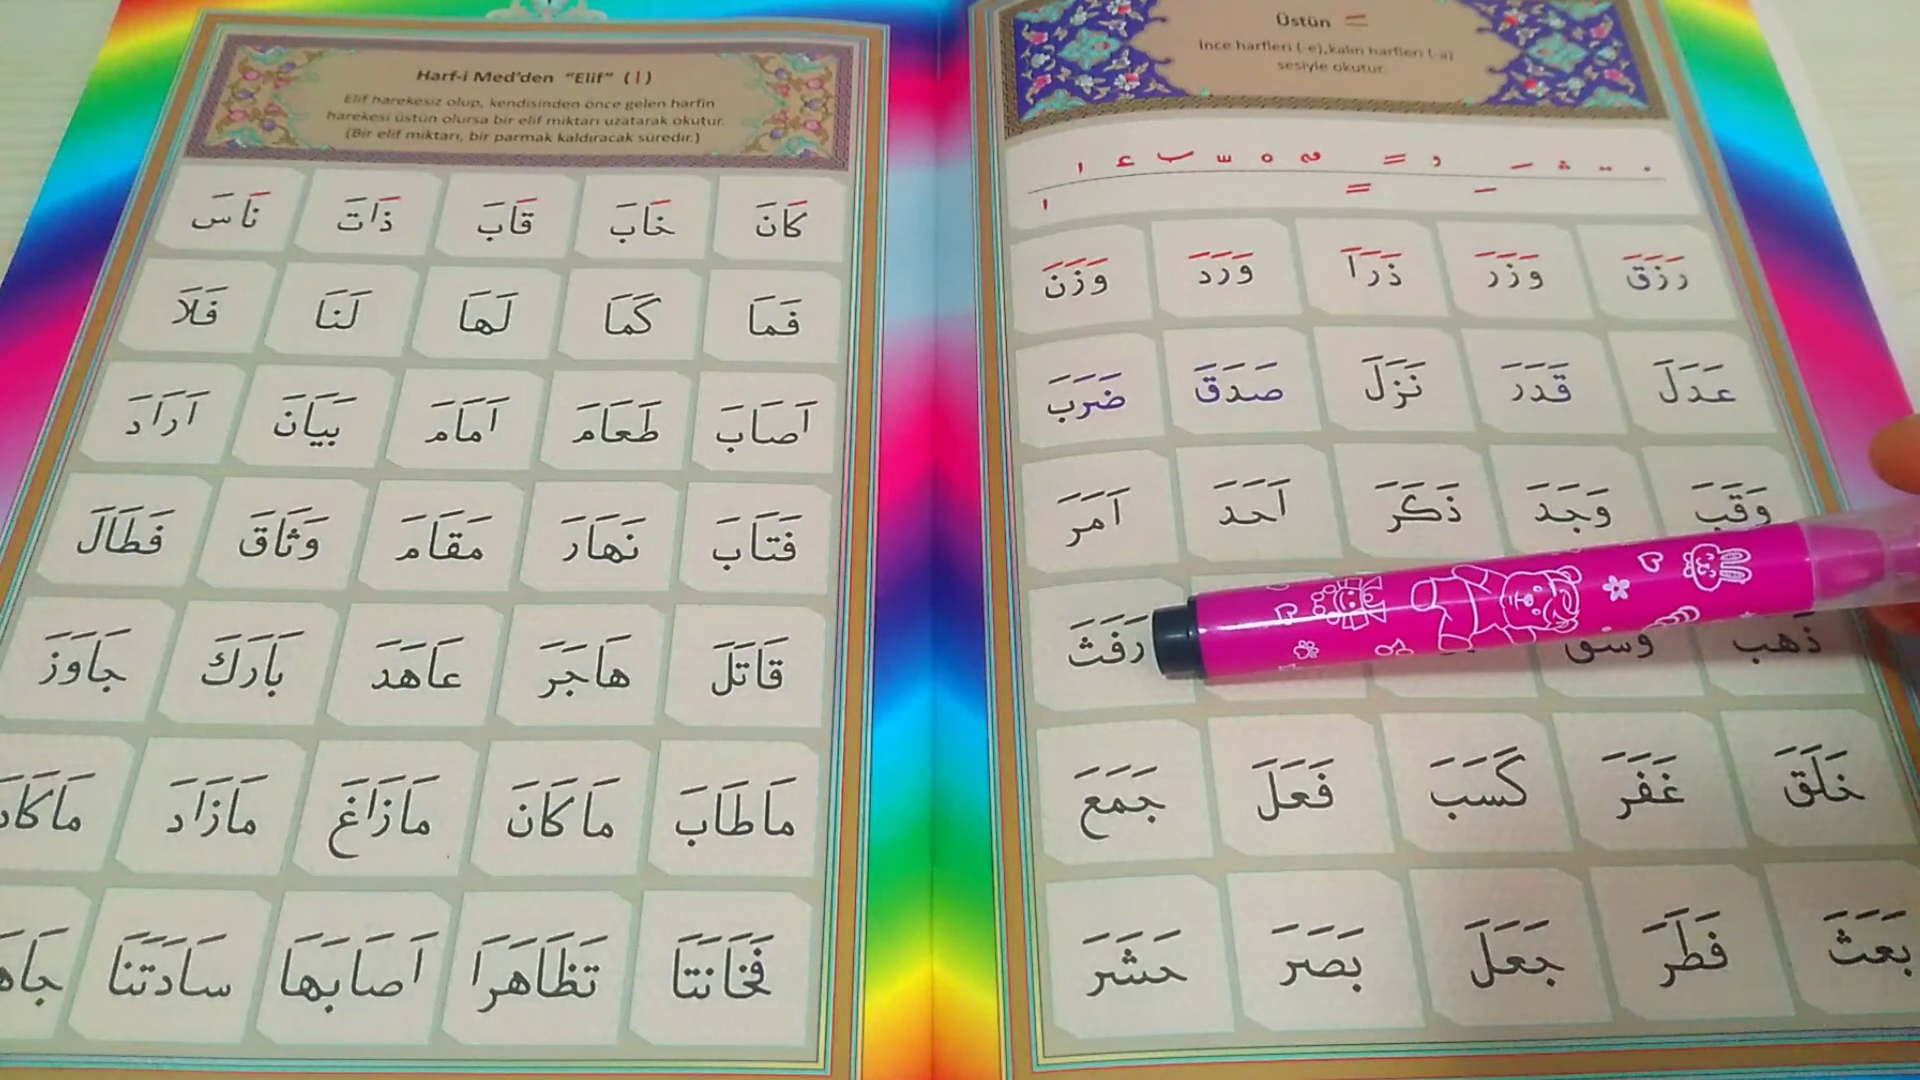 Harf-i Med'den "Elif" (ا)
Elif harekesiz olup, kendisinden önce gelen harfin
harekesi üstün olursa bir elif miktarı uzatarak okutur.
(Bir elif miktarı, bir parmak kaldıracak süredir.)
كَانَ خَابَ قَابَ ذَاتَ نَاسَ
فَمَا كَمَا لَهَا لَنَا فَلَا
اَصَابَ طَعَامَ اَمَامَ بَيَانَ اَرَادَ
فَتَابَ نَهَارَ مَقَامَ وَثَاقَ فَطَالَ
قَاتَلَ هَاجَرَ عَاهَدَ بَارَكَ جَاوَزَ
مَاطَابَ مَاكَانَ مَازَاغَ مَازَادَ
فَخَانَتَا تَظَاهَرَا اَصَابَهَا سَادَتَنَا
Üstün
İnce harfleri (-e),kalın harfleri (-a)
sesiyle okutur
رَزَقَ وَزَرَ ذَرَاَ وَرَدَ وَزَنَ
عَدَلَ قَدَرَ نَزَلَ صَدَقَ ضَرَبَ
وَقَبَ وَجَدَ ذَكَرَ اَحَدَ اَمَرَ
ذَهَب وسق رَفَثَ
خَلَقَ غَفَرَ كَسَبَ فَعَلَ جَمَعَ
بَعَثَ فَطَرَ جَعَلَ بَصَرَ حَشَرَ